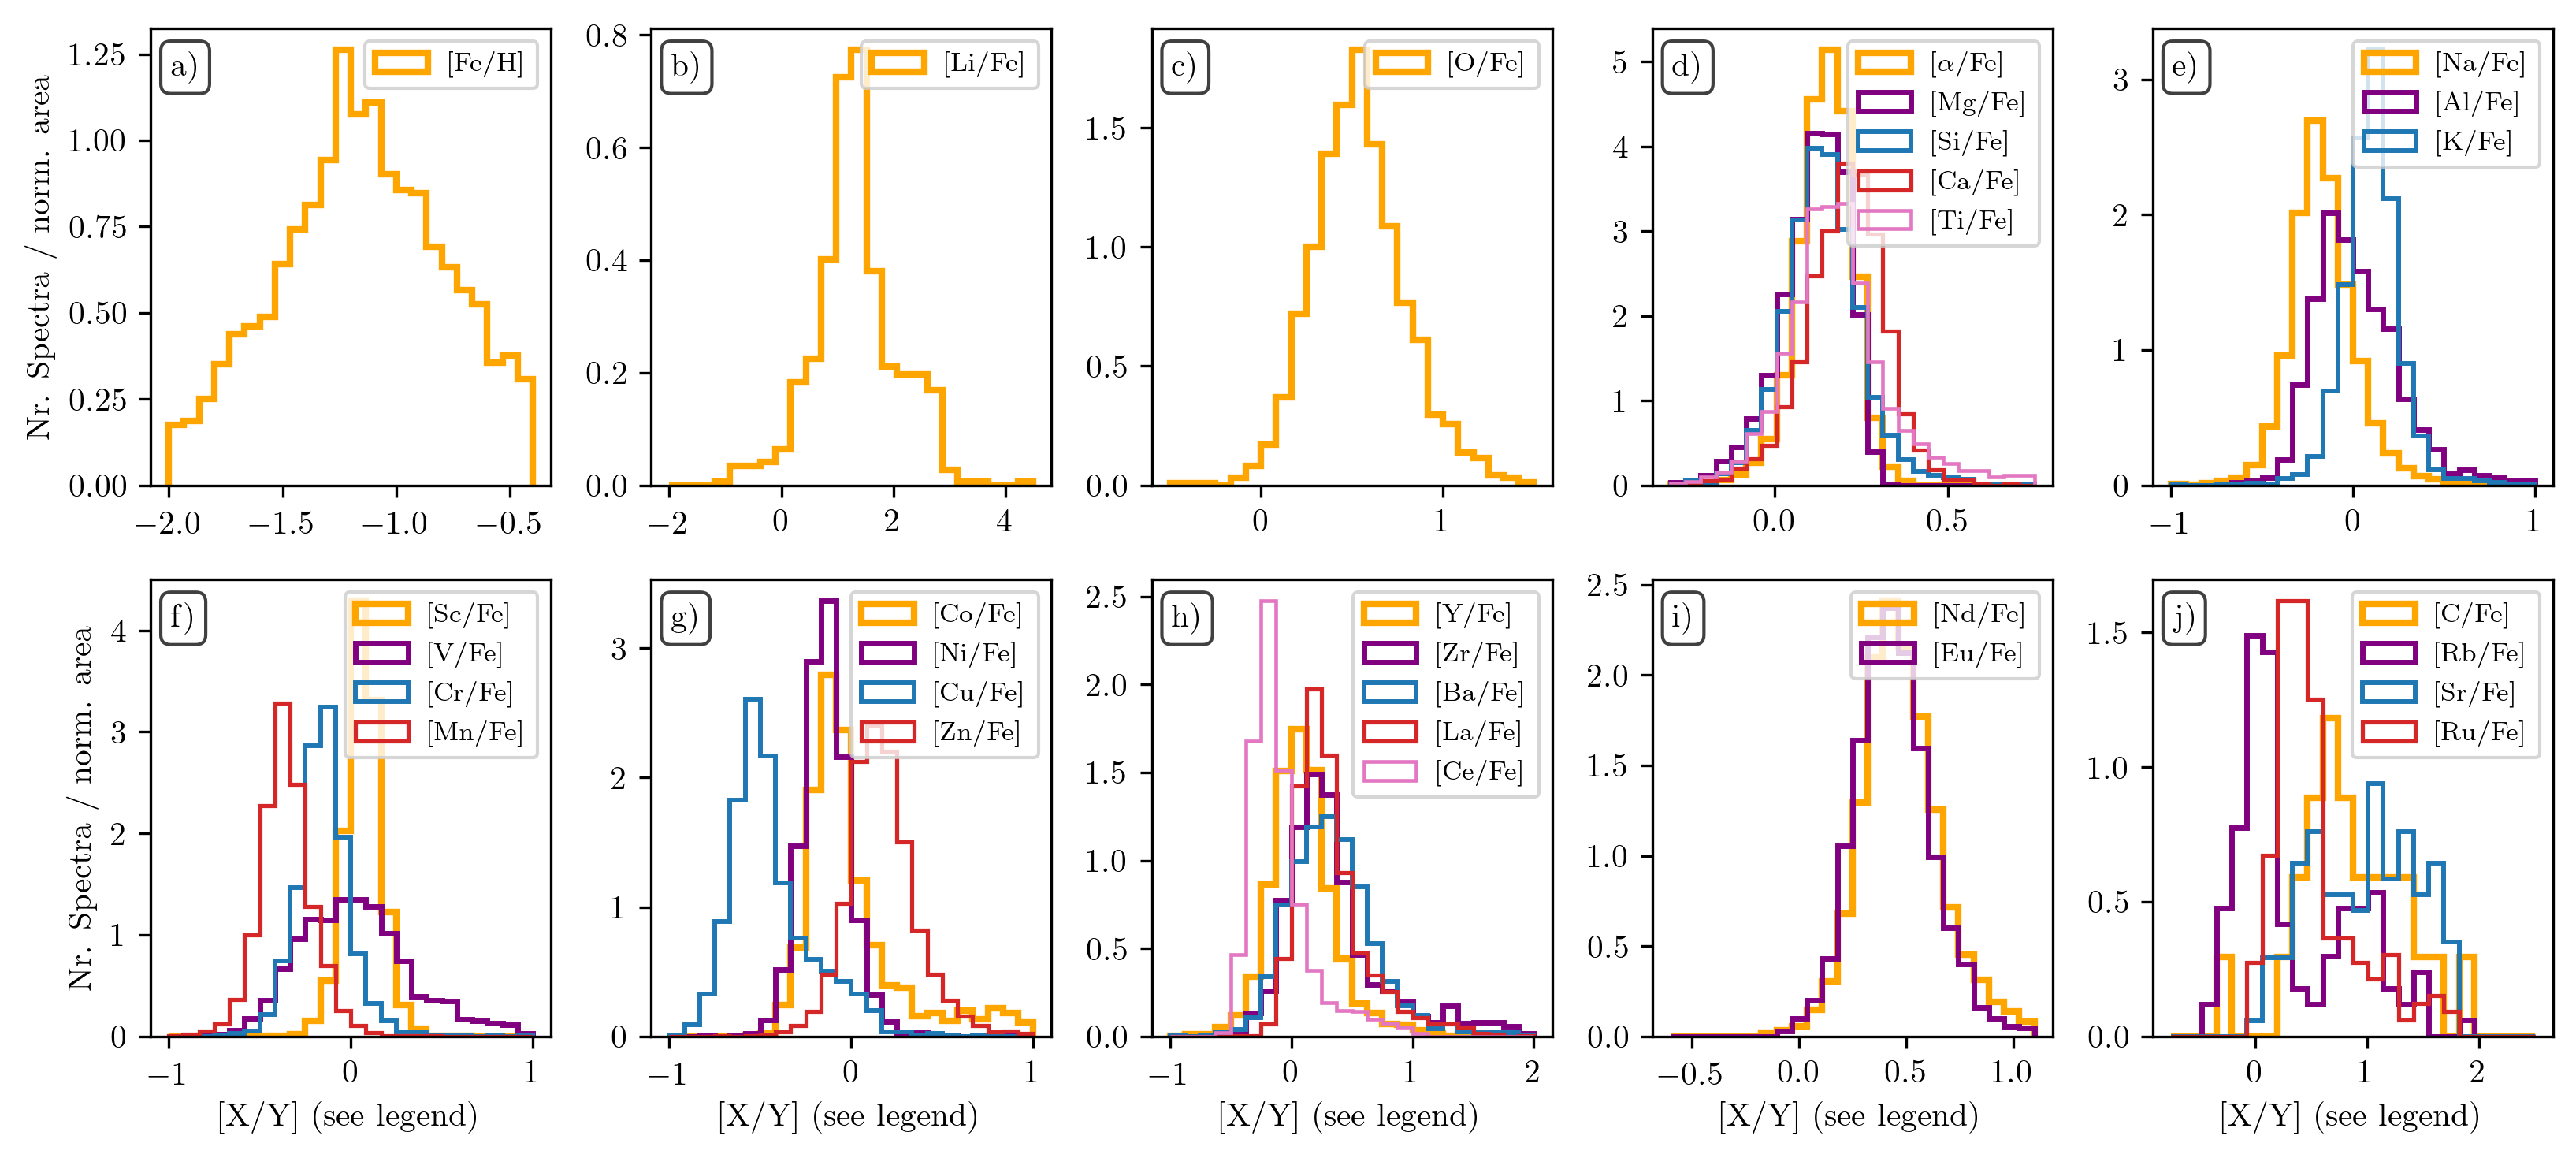 Nr. Spectra / norm. area
a)
[Fe/H]
1.25
1.00
0.75
0.50
0.25
0.00
−2.0 −1.5 −1.0 −0.5
b)
[Li/Fe]
0.8
0.6
0.4
0.2
0.0
−2 0 2 4
c)
[O/Fe]
1.5
1.0
0.5
0.0
0 1
d)
[α/Fe]
[Mg/Fe]
[Si/Fe]
[Ca/Fe]
[Ti/Fe]
5
4
3
2
1
0
0.0 0.5
e)
[Na/Fe]
[Al/Fe]
[K/Fe]
3
2
1
0
−1 0 1
Nr. Spectra / norm. area
f)
[Sc/Fe]
[V/Fe]
[Cr/Fe]
[Mn/Fe]
4
3
2
1
0
−1 0 1
[X/Y] (see legend)
g)
[Co/Fe]
[Ni/Fe]
[Cu/Fe]
[Zn/Fe]
3
2
1
0
−1 0 1
[X/Y] (see legend)
h)
[Y/Fe]
[Zr/Fe]
[Ba/Fe]
[La/Fe]
[Ce/Fe]
2.5
2.0
1.5
1.0
0.5
0.0
−1 0 1 2
[X/Y] (see legend)
i)
[Nd/Fe]
[Eu/Fe]
2.5
2.0
1.5
1.0
0.5
0.0
−0.5 0.0 0.5 1.0
[X/Y] (see legend)
j)
[C/Fe]
[Rb/Fe]
[Sr/Fe]
[Ru/Fe]
1.5
1.0
0.5
0.0
0 1 2
[X/Y] (see legend)